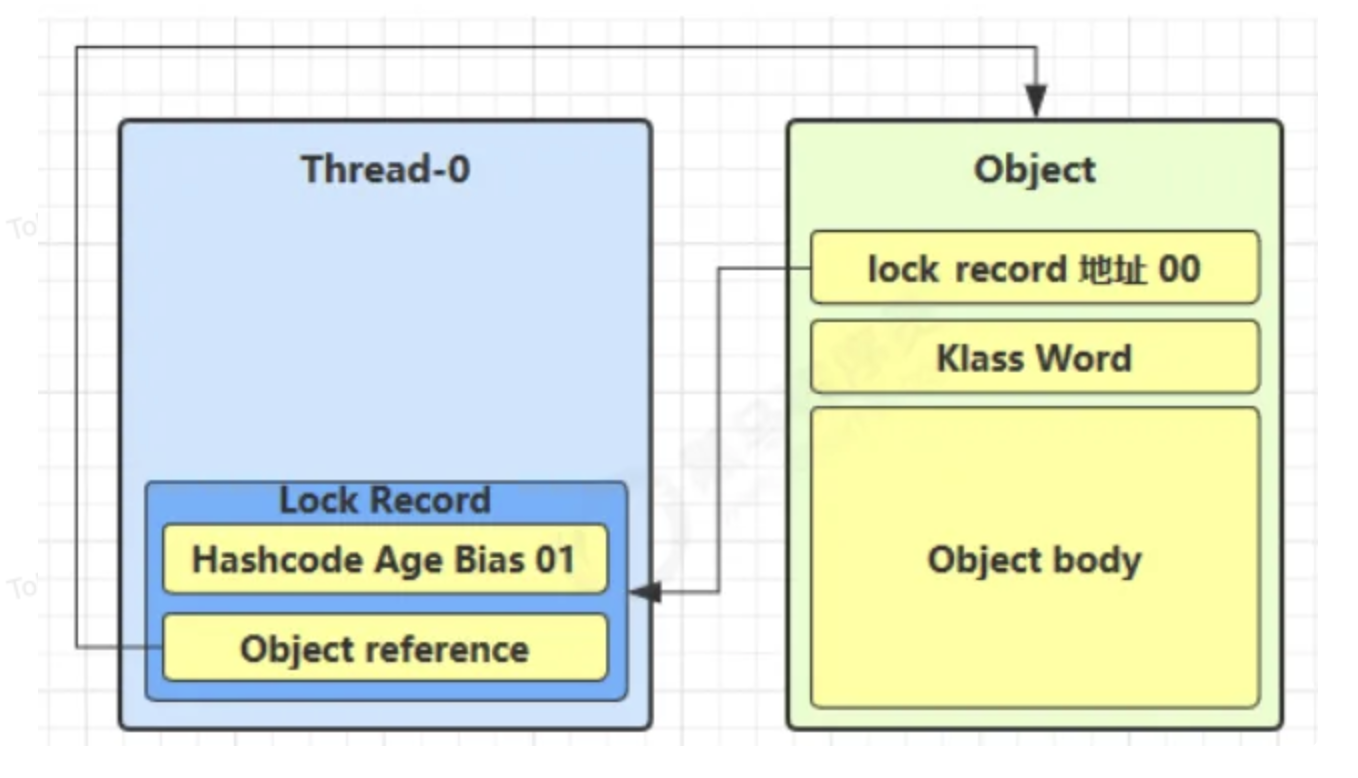 Thread-0
Object
lock record 地址 00
Klass Word
Lock Record
Hashcode Age Bias 01
Object body
Object reference